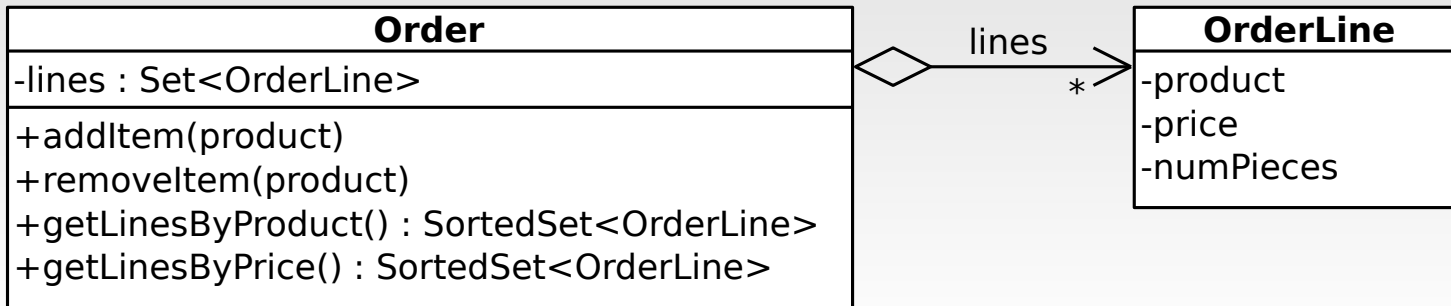 Order
-lines : Set<OrderLine>
+addItem(product)
+removeItem(product)
+getLinesByProduct() : SortedSet<OrderLine>
+getLinesByPrice() : SortedSet<OrderLine>
lines
*
OrderLine
-product
-price
-numPieces